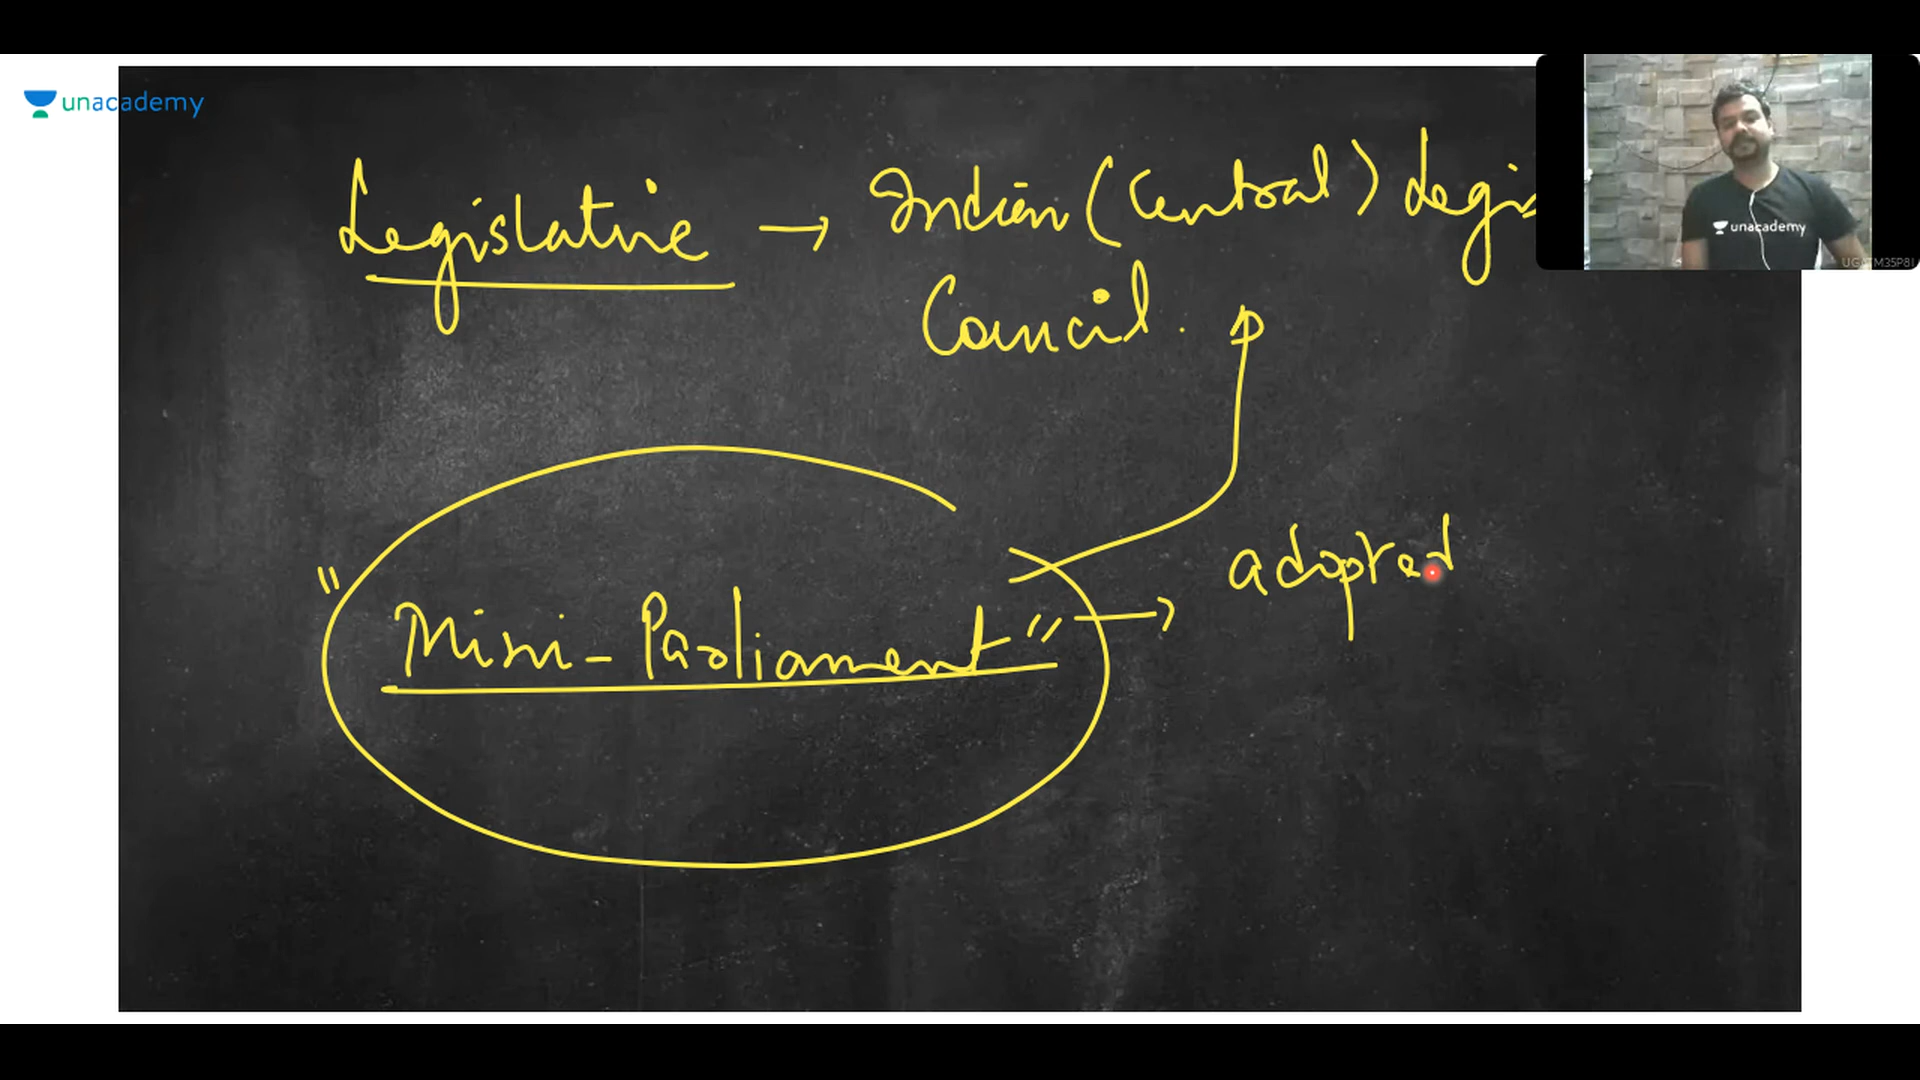 unacademy
Legislative → Indian (Central) Legis
Council.
"Mini-Parliament" → adopted
unacademy